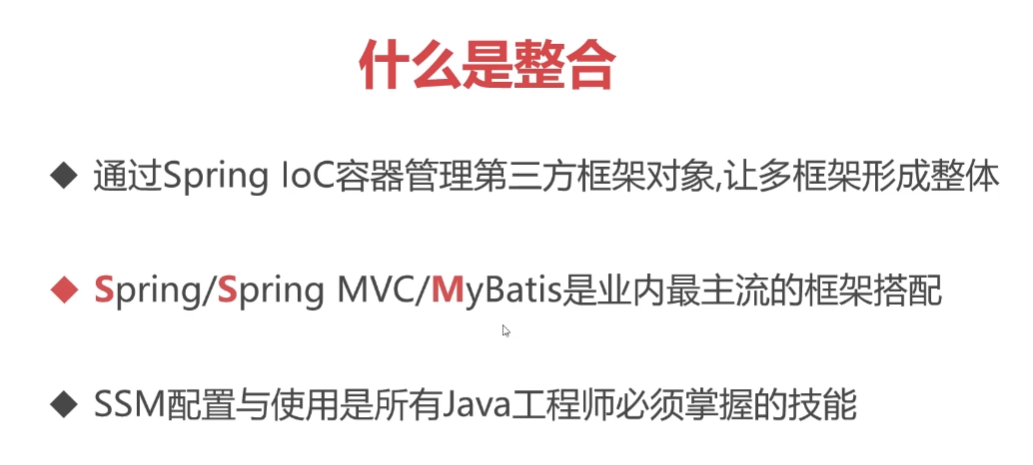 什么是整合
通过Spring IoC容器管理第三方框架对象,让多框架形成整体
Spring/Spring MVC/MyBatis是业内最主流的框架搭配
SSM配置与使用是所有Java工程师必须掌握的技能